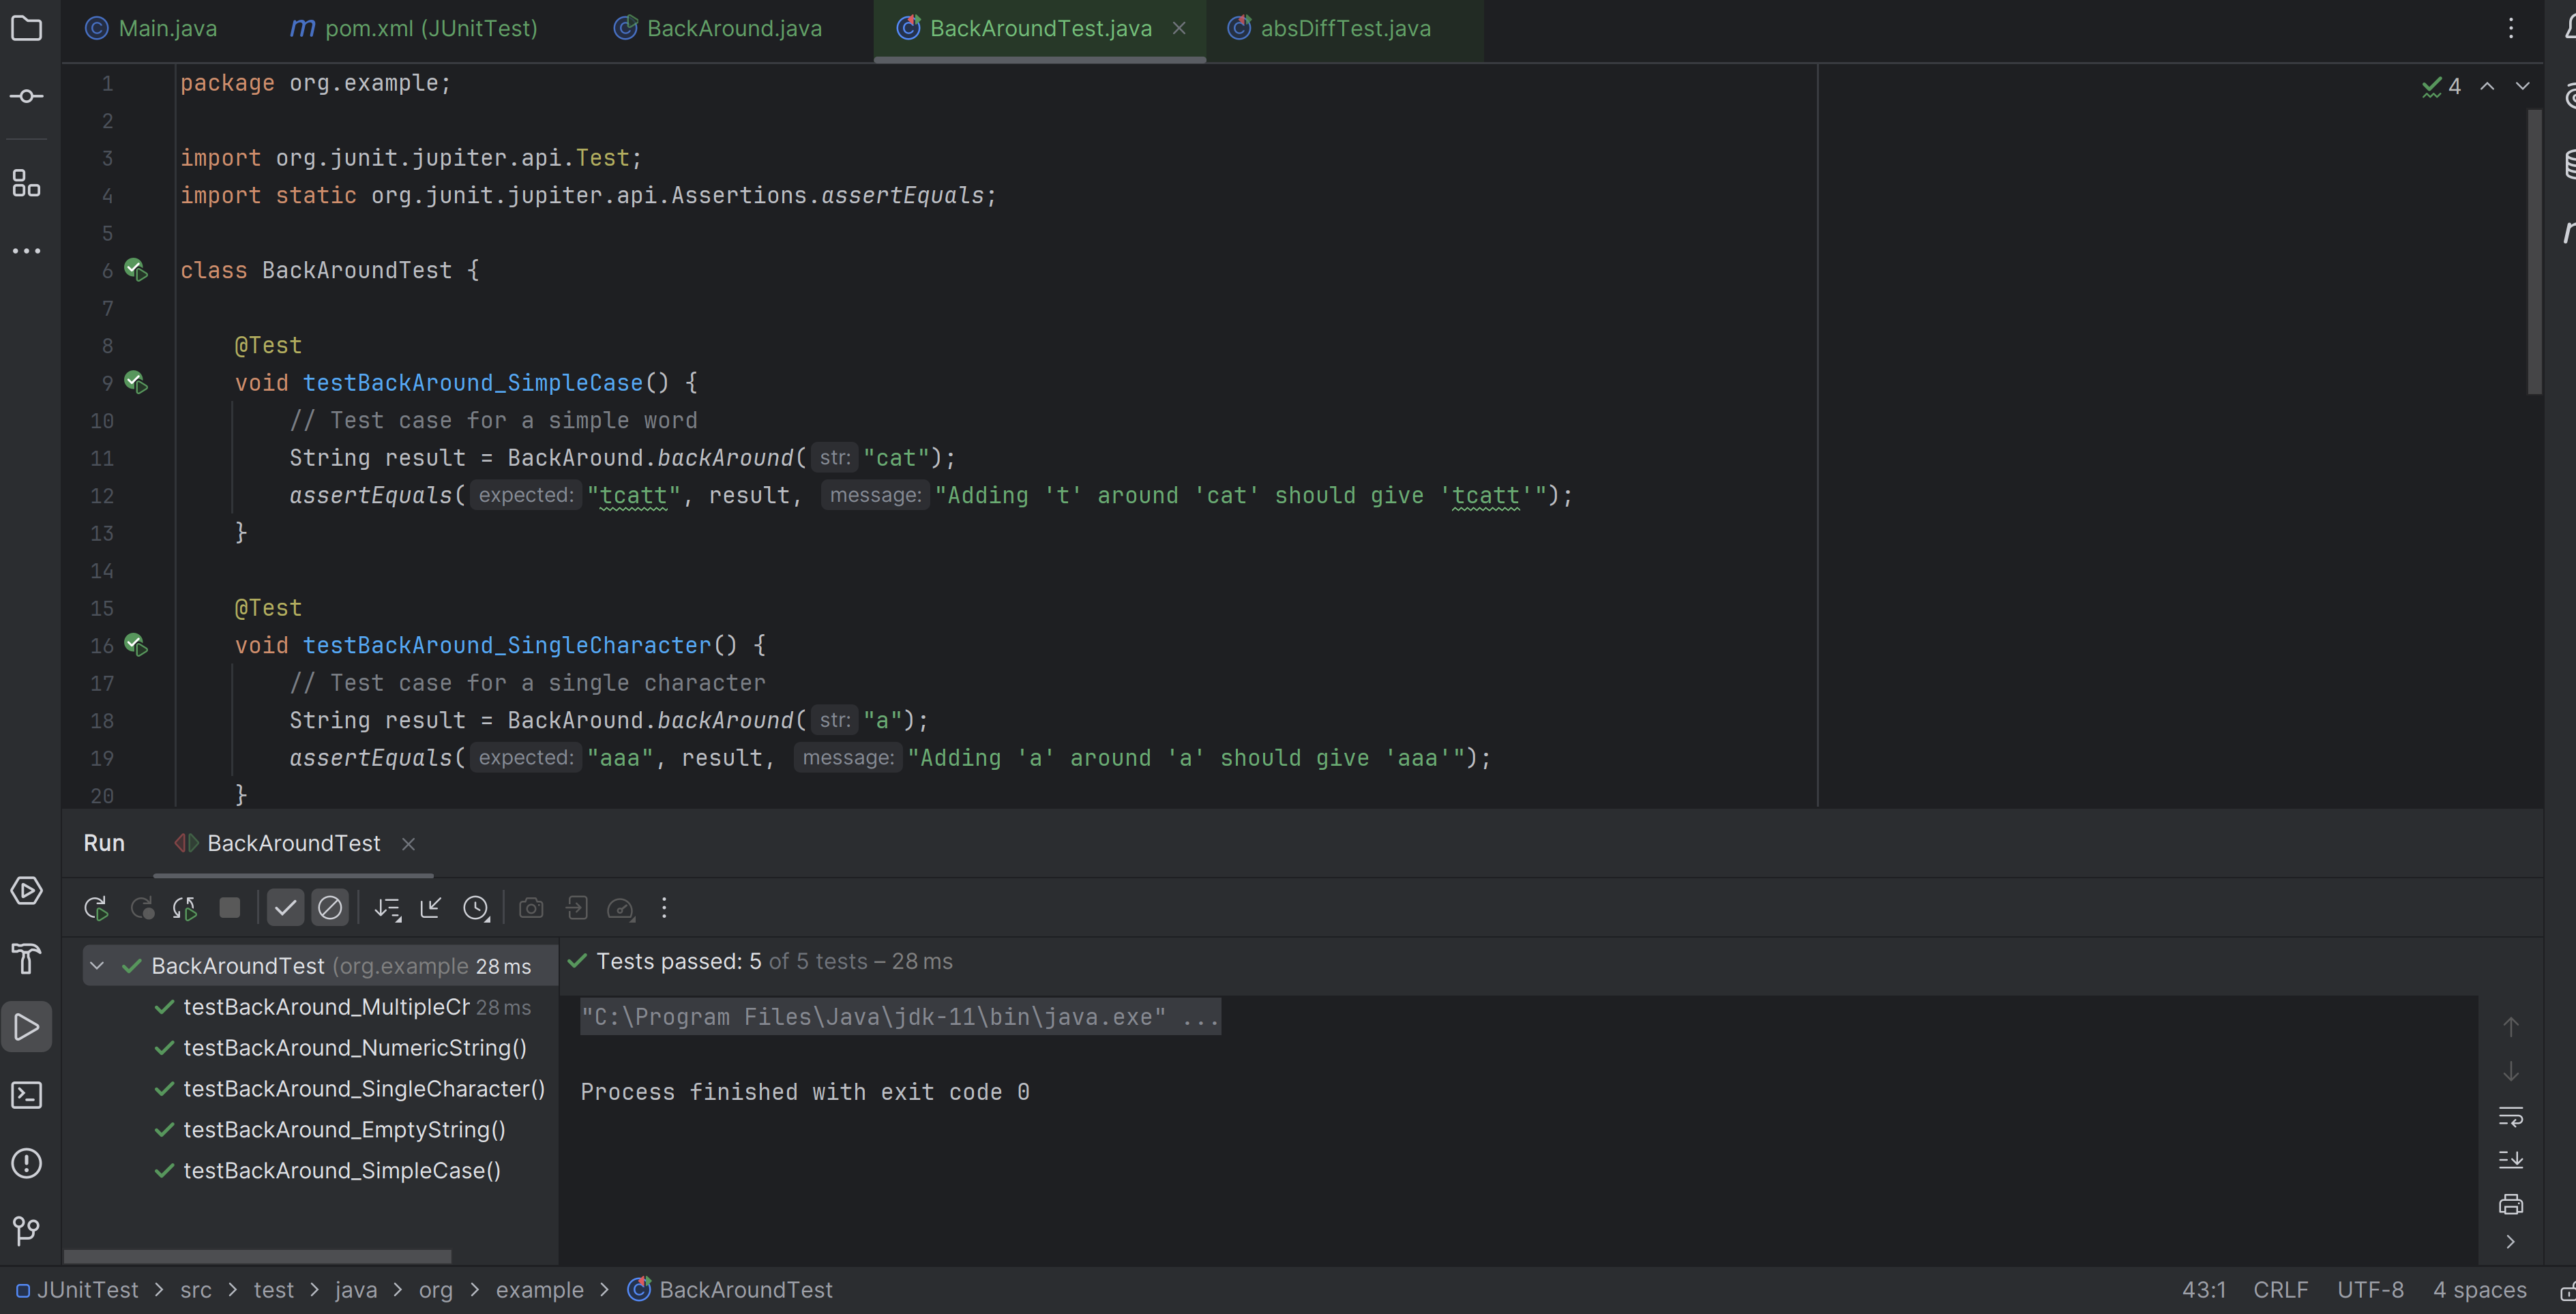 Main.java pom.xml (JUnitTest) BackAround.java BackAroundTest.java absDiffTest.java
4
1 package org.example;
2
3 import org.junit.jupiter.api.Test;
4 import static org.junit.jupiter.api.Assertions.assertEquals;
5
6 class BackAroundTest {
7
8 @Test
9 void testBackAround_SimpleCase() {
10 // Test case for a simple word
11 String result = BackAround.backAround( str: "cat");
12 assertEquals( expected: "tcatt", result, message: "Adding 't' around 'cat' should give 'tcatt'");
13 }
14
15 @Test
16 void testBackAround_SingleCharacter() {
17 // Test case for a single character
18 String result = BackAround.backAround( str: "a");
19 assertEquals( expected: "aaa", result, message: "Adding 'a' around 'a' should give 'aaa'");
20 }
Run BackAroundTest
BackAroundTest (org.example 28 ms
testBackAround_MultipleCh 28 ms
testBackAround_NumericString()
testBackAround_SingleCharacter()
testBackAround_EmptyString()
testBackAround_SimpleCase()
Tests passed: 5 of 5 tests – 28 ms
"C:\Program Files\Java\jdk-11\bin\java.exe" ...
Process finished with exit code 0
JUnitTest > src > test > java > org > example > BackAroundTest
43:1 CRLF UTF-8 4 spaces